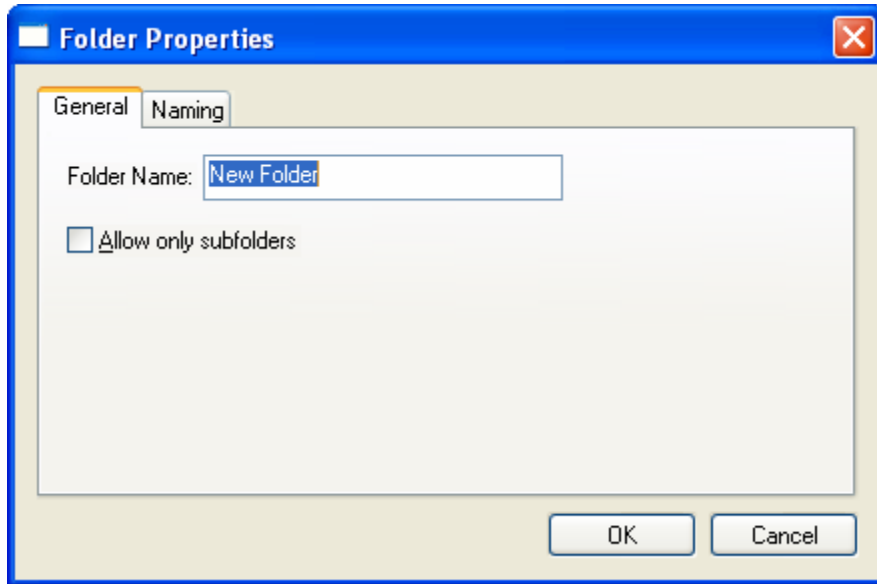 Folder Properties
General Naming
Folder Name: New Folder
Allow only subfolders
OK Cancel